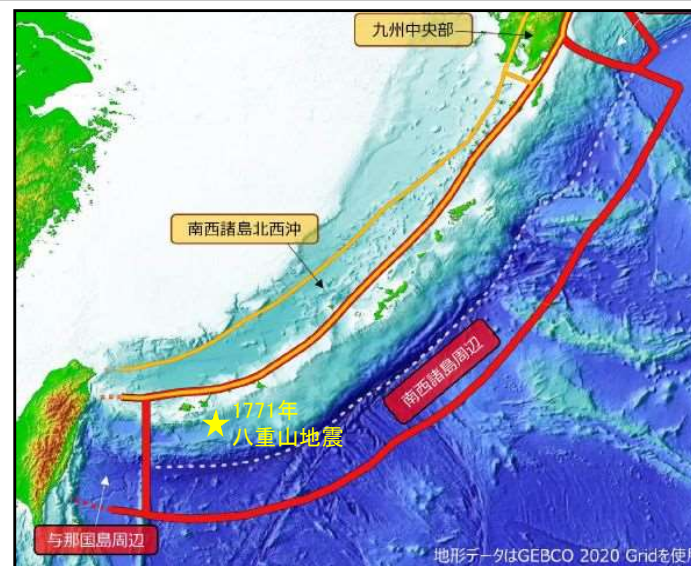 九州中央部
南西諸島北西沖
南西諸島周辺
1771年
八重山地震
与那国島周辺
地形データはGEBCO 2020 Gridを使用